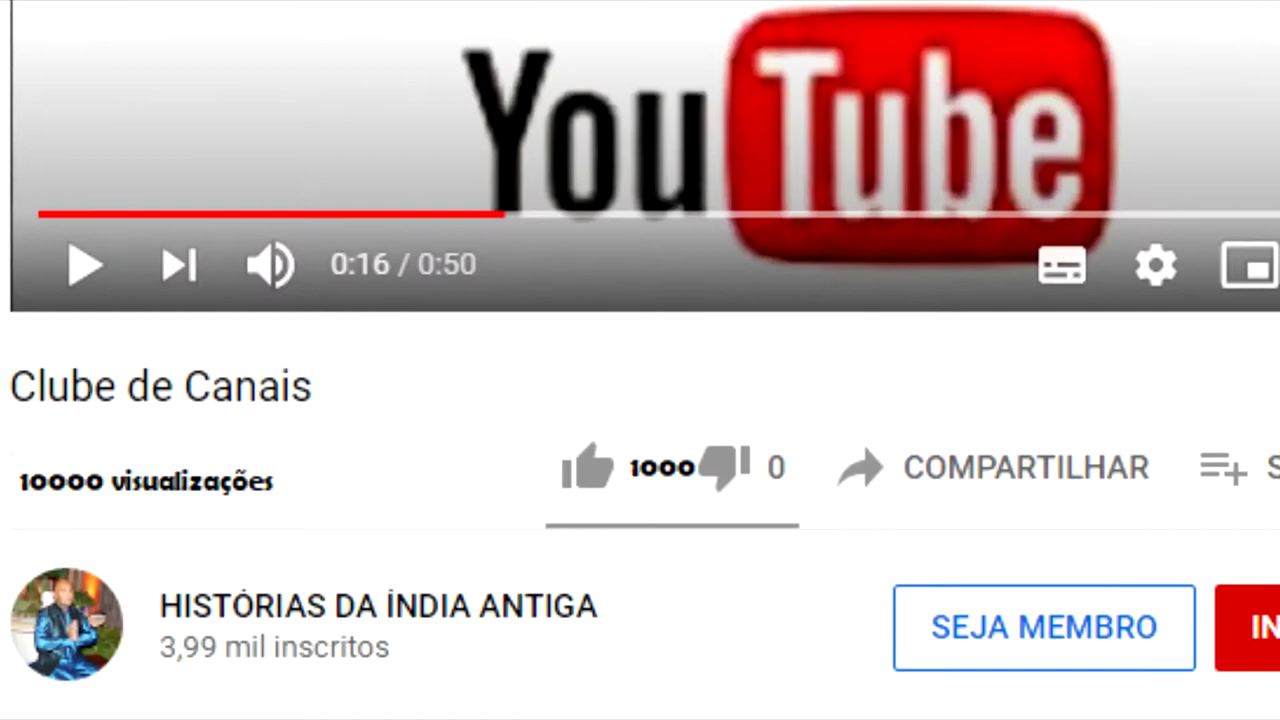 YouTube
0:16 / 0:50
Clube de Canais
10000 visualizações
1000 0 COMPARTILHAR S
HISTÓRIAS DA ÍNDIA ANTIGA
3,99 mil inscritos
SEJA MEMBRO IN